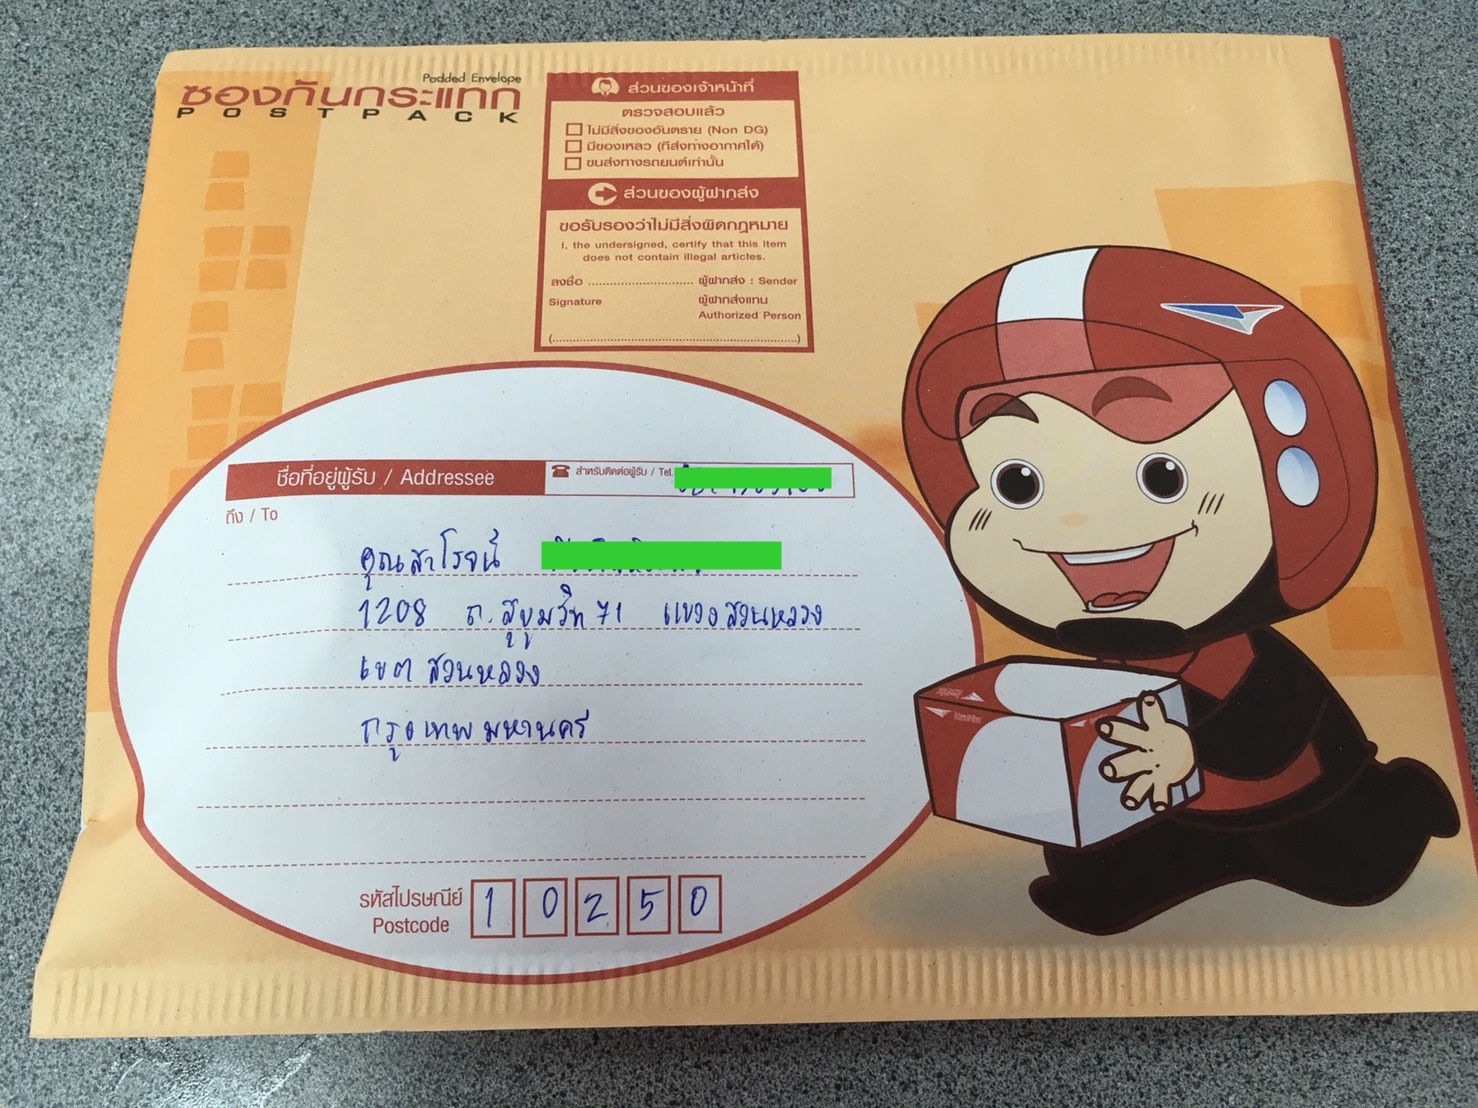 Padded Envelope
ซองกันกระแทก
POSTPACK
ส่วนของเจ้าหน้าที่
ตรวจสอบแล้ว
ไม่มีสิ่งของอันตราย (Non DG)
มีของเหลว (ที่ส่งทางอากาศได้)
ขนส่งทางรถยนต์เท่านั้น
ส่วนของผู้ฝากส่ง
ขอรับรองว่าไม่มีสิ่งผิดกฎหมาย
I, the undersigned, certify that this item
does not contain illegal articles.
ลงชื่อ ............................ ผู้ฝากส่ง : Sender
Signature ผู้ฝากส่งแทน
Authorized Person
(..............................................................)
ชื่อที่อยู่ผู้รับ / Addressee สำหรับติดต่อผู้รับ / Tel.
ถึง / To
คุณสาโรจน์
1208 ถ.สุขุมวิท 71 แขวงสวนหลวง
เขตสวนหลวง
กรุงเทพมหานคร
รหัสไปรษณีย์ 10250
Postcode